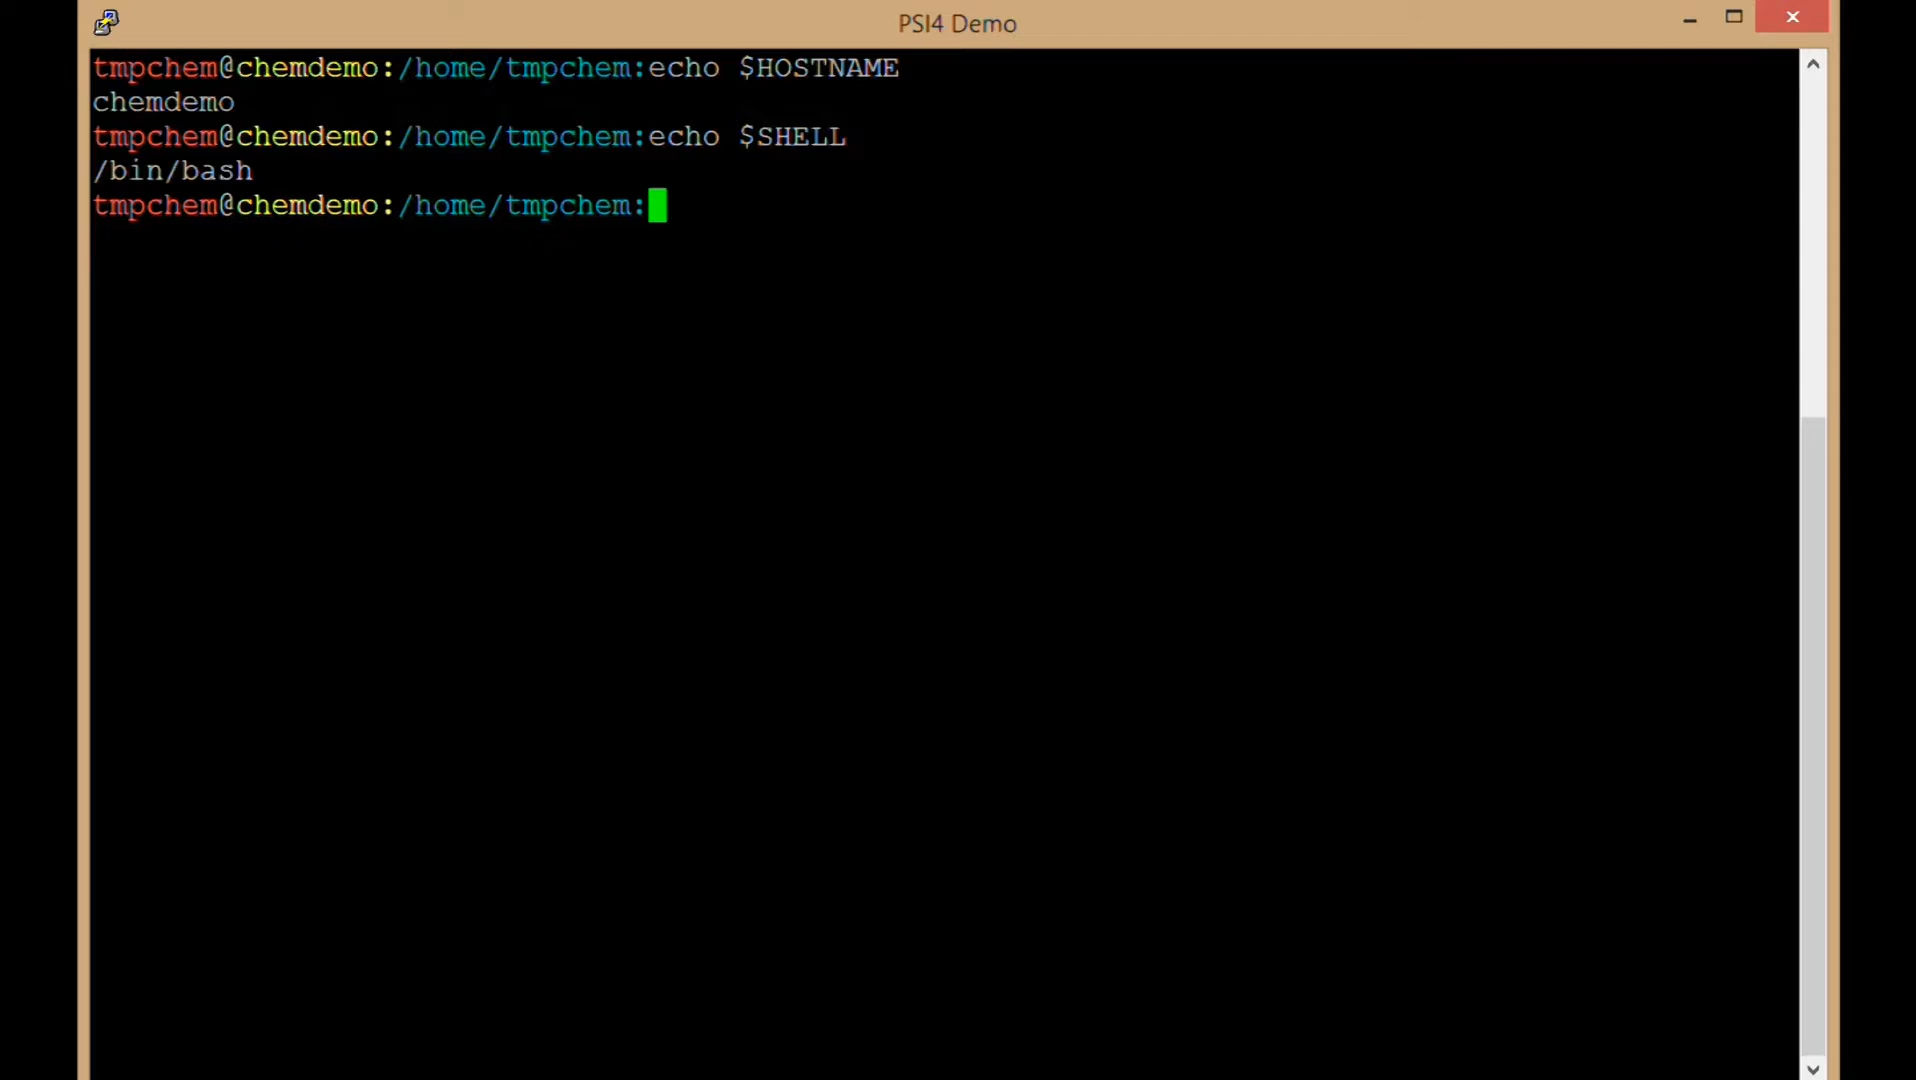 PSI4 Demo
tmpchem@chemdemo:/home/tmpchem:echo $HOSTNAME
chemdemo
tmpchem@chemdemo:/home/tmpchem:echo $SHELL
/bin/bash
tmpchem@chemdemo:/home/tmpchem: